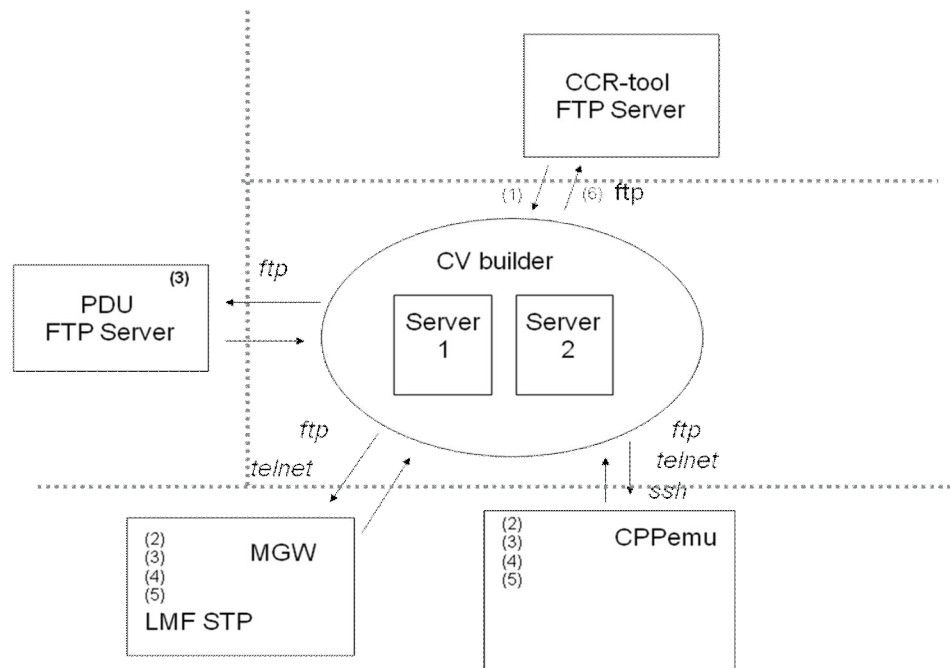 CCR-tool
FTP Server
(1)
(6) ftp
CV builder
(3)
PDU
FTP Server
ftp
Server
1
Server
2
ftp
telnet
ftp
telnet
ssh
(2)
(3)
(4)
(5)
MGW
LMF STP
(2)
(3)
(4)
(5)
CPPemu